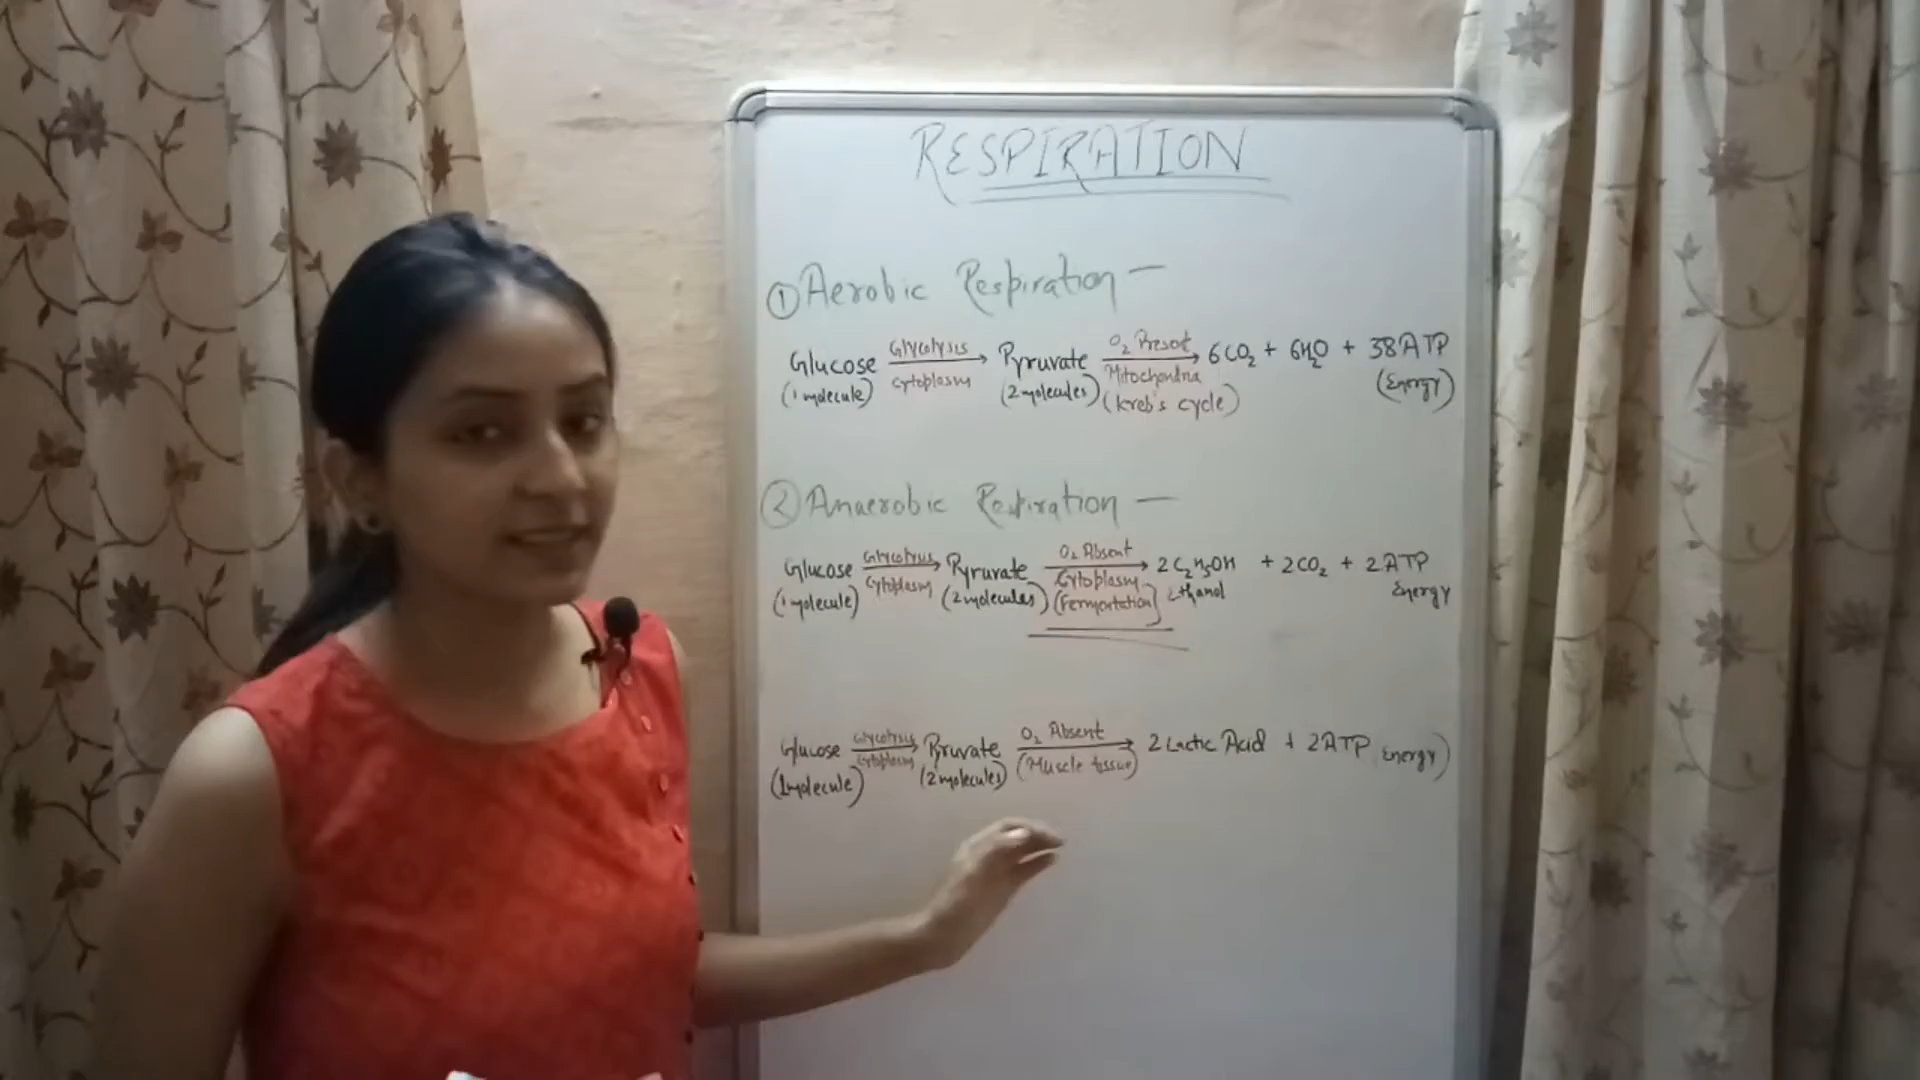 RESPIRATION
① Aerobic Respiration —
Glucose Glycolysis → Pyruvate O₂ Presnt → 6CO₂ + 6H₂O + 38ATP
(1 molecule) Cytoplasm (2 molecules) Mitochondria (Energy)
(Kreb's cycle)
② Anaerobic Respiration —
Glucose Glycolysis → Pyruvate O₂ Absent → 2C₂H₅OH + 2CO₂ + 2ATP
(1 molecule) Cytoplasm (2 molecules) Cytoplasm Ethanol Energy
(Fermentation)
Glucose Glycolysis → Pyruvate O₂ Absent → 2 Lactic Acid + 2ATP Energy)
(1 molecule) Cytoplasm (2 molecules) (Muscle tissue)